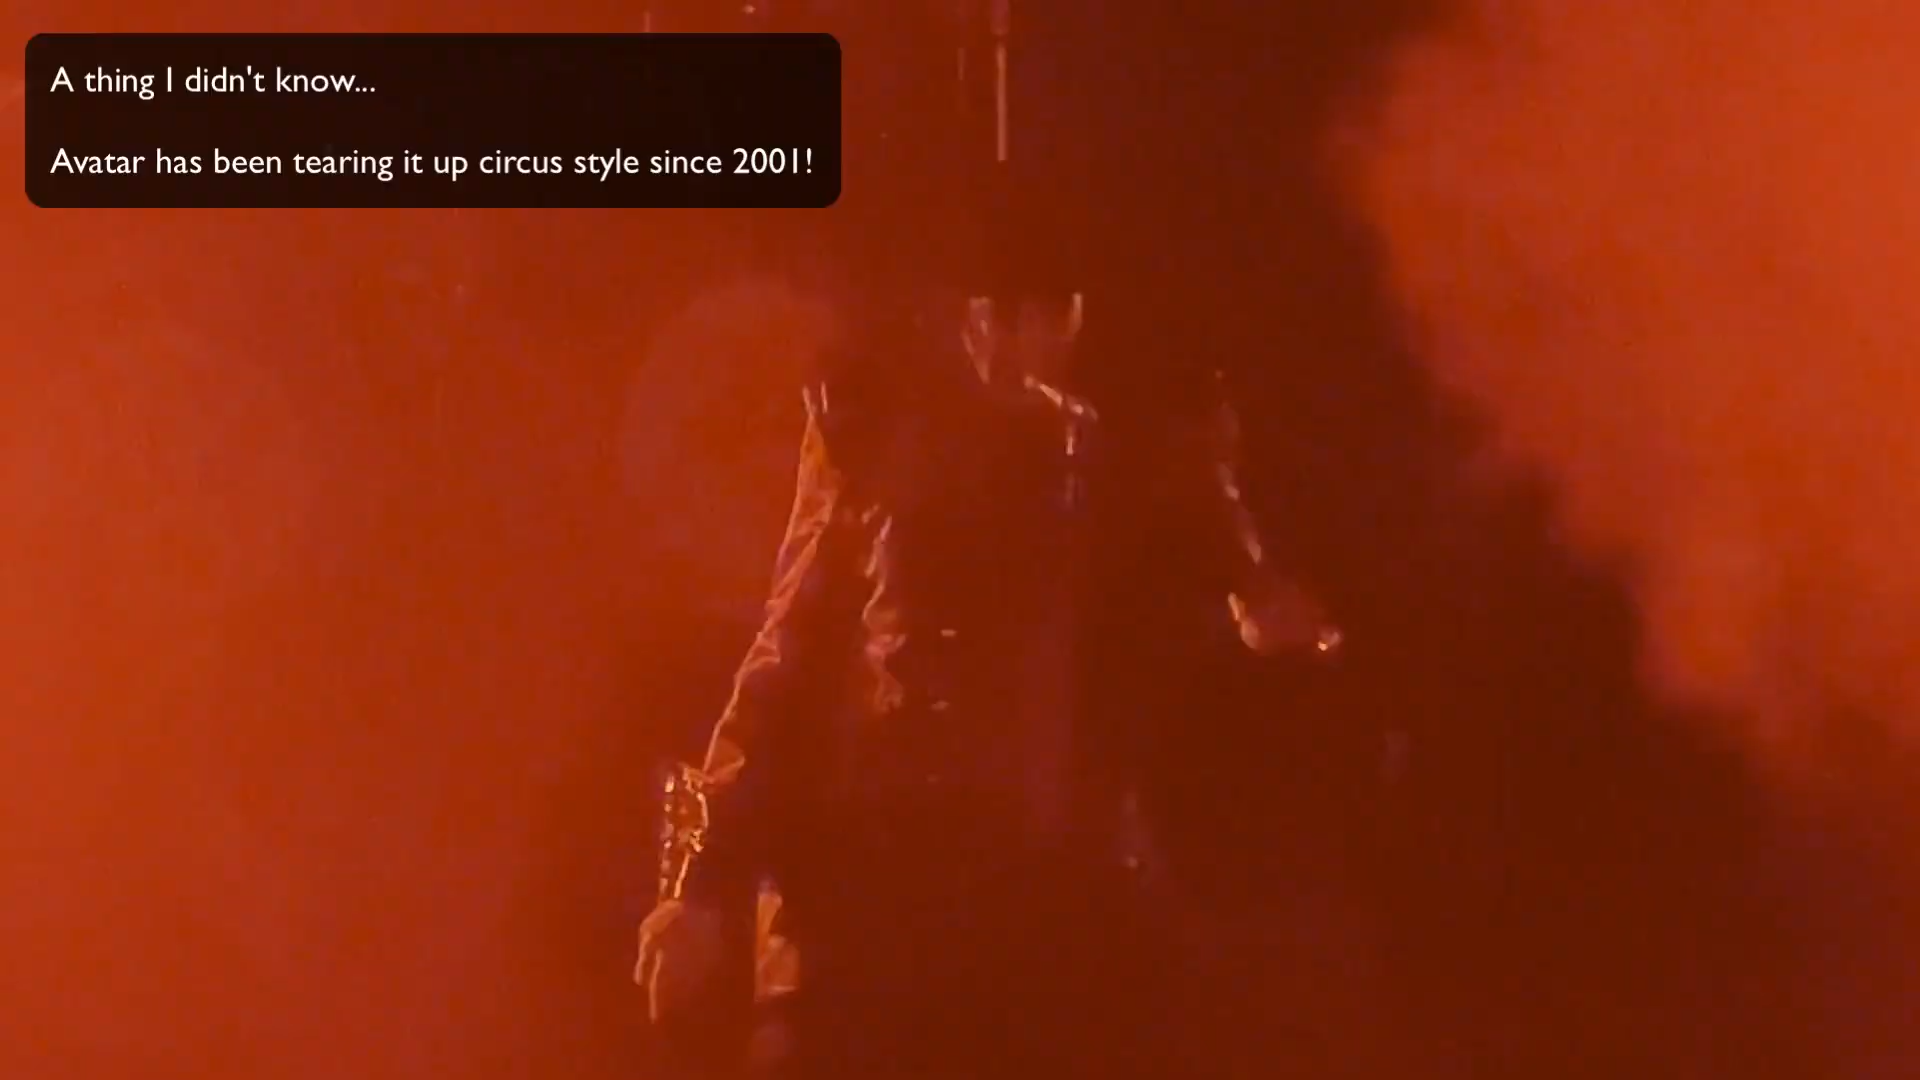 A thing I didn't know...
Avatar has been tearing it up circus style since 2001!